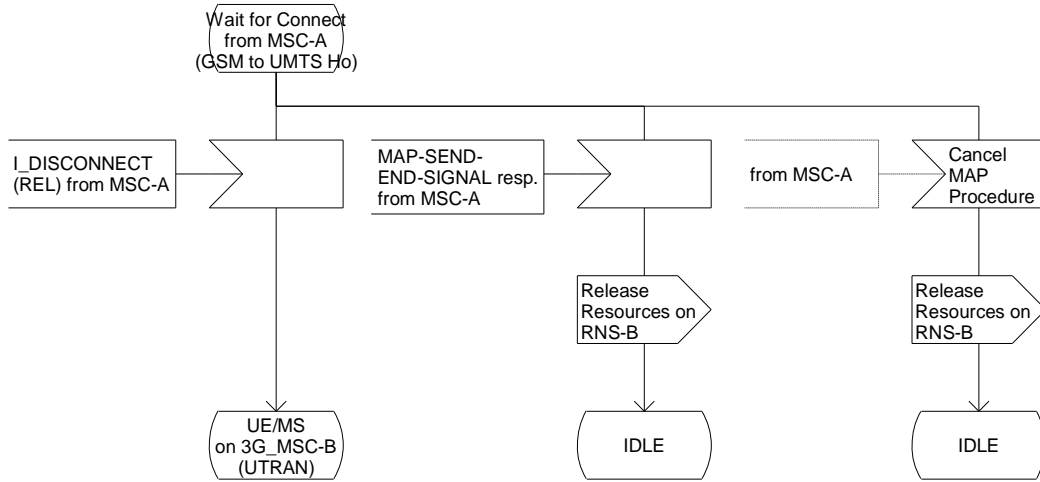 Wait for Connect
from MSC-A
(GSM to UMTS Ho)
I_DISCONNECT
(REL) from MSC-A
MAP-SEND-
END-SIGNAL resp.
from MSC-A
from MSC-A
Cancel
MAP
Procedure
Release
Resources on
RNS-B
Release
Resources on
RNS-B
UE/MS
on 3G_MSC-B
(UTRAN)
IDLE
IDLE